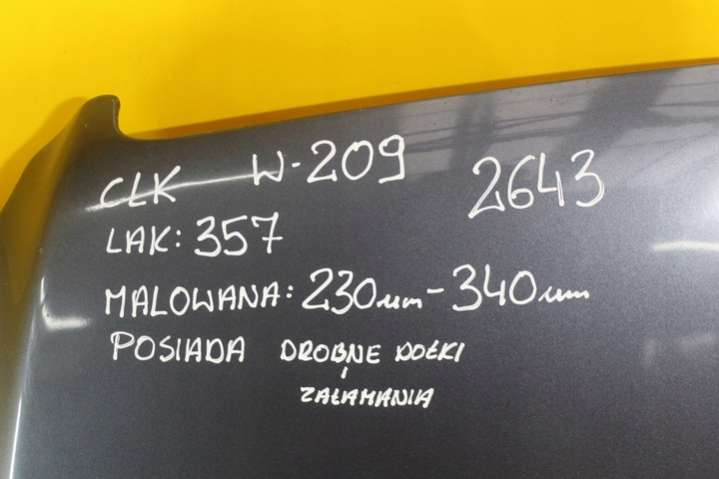 CLK W-209 2643
LAK: 357
MALOWANA: 230um - 340um
POSIADA DROBNE DOŁKI
I
ZAŁAMANIA